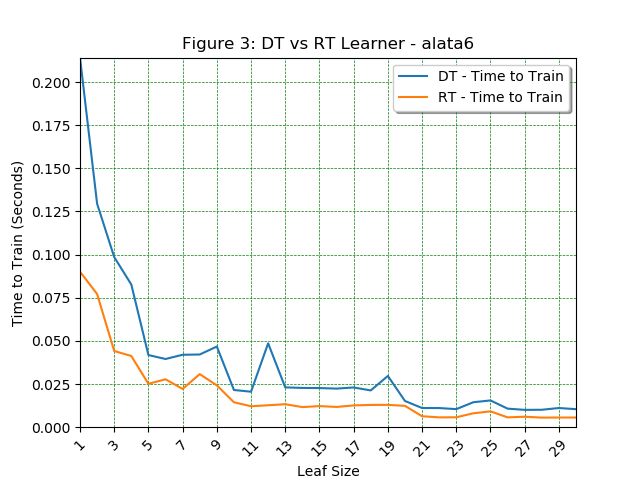 Figure 3: DT vs RT Learner - alata6
DT - Time to Train
RT - Time to Train
Time to Train (Seconds)
0.200
0.175
0.150
0.125
0.100
0.075
0.050
0.025
0.000
1 3 5 7 9 11 13 15 17 19 21 23 25 27 29
Leaf Size